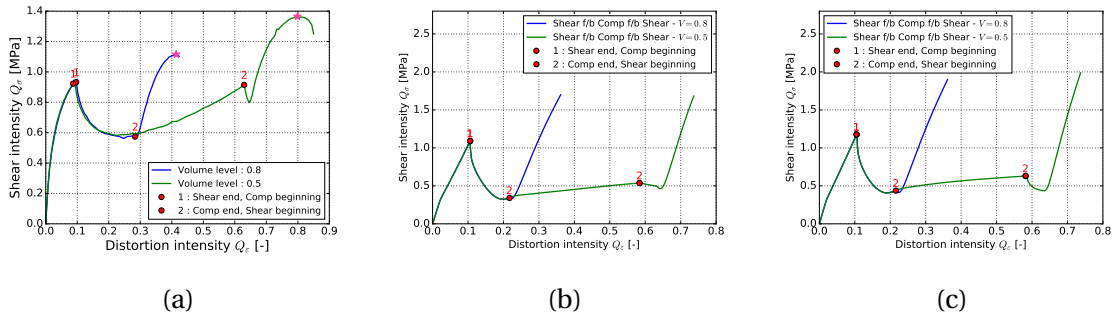 1.4
1.2
1.0
0.8
0.6
0.4
0.2
0.0
Shear intensity Qσ [MPa]
1 1
2
2
Volume level : 0.8
Volume level : 0.5
1 : Shear end, Comp beginning
2 : Comp end, Shear beginning
0.0 0.1 0.2 0.3 0.4 0.5 0.6 0.7 0.8 0.9
Distortion intensity Qε [-]
(a)
2.5
2.0
1.5
1.0
0.5
0.0
Shear intensity Qσ [MPa]
Shear f/b Comp f/b Shear - V = 0.8
Shear f/b Comp f/b Shear - V = 0.5
1 : Shear end, Comp beginning
2 : Comp end, Shear beginning
1
2
2
0.0 0.1 0.2 0.3 0.4 0.5 0.6 0.7 0.8
Distortion intensity Qε [-]
(b)
2.5
2.0
1.5
1.0
0.5
0.0
Shear intensity Qσ [MPa]
Shear f/b Comp f/b Shear - V = 0.8
Shear f/b Comp f/b Shear - V = 0.5
1 : Shear end, Comp beginning
2 : Comp end, Shear beginning
1
2
2
0.0 0.1 0.2 0.3 0.4 0.5 0.6 0.7 0.8
Distortion intensity Qε [-]
(c)